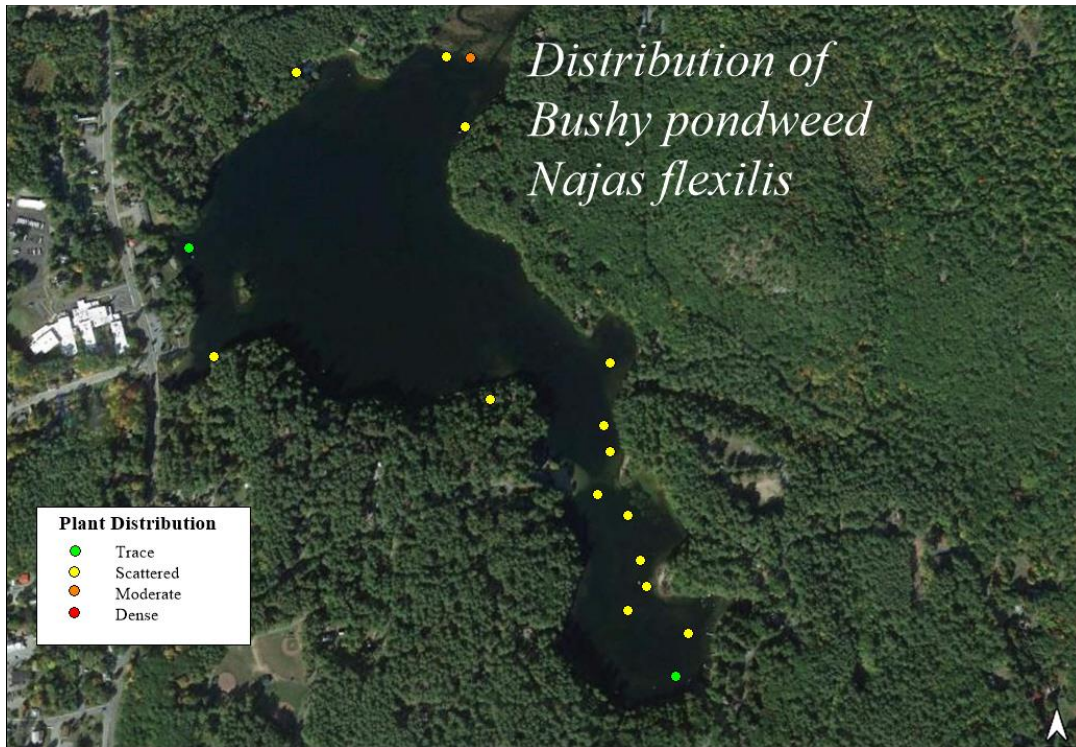 Distribution of
Bushy pondweed
Najas flexilis
Plant Distribution
Trace
Scattered
Moderate
Dense